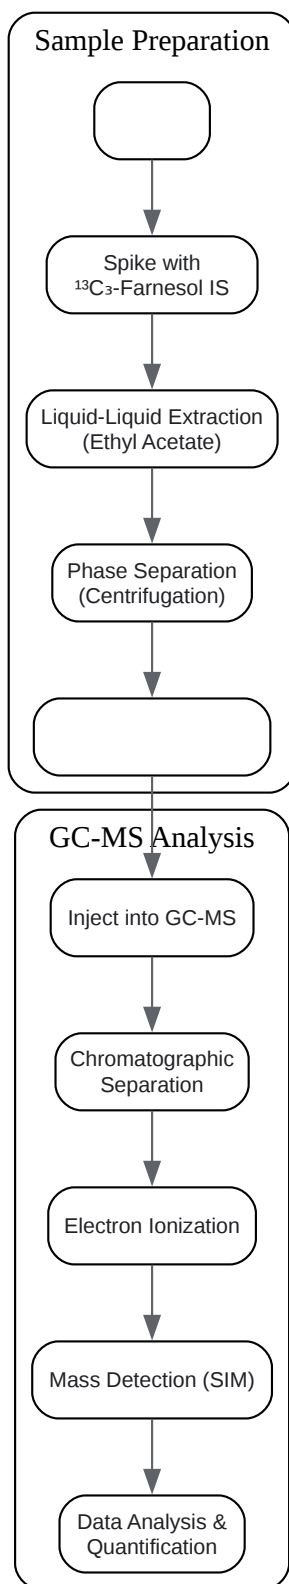 Sample Preparation
Spike with
¹³C₃-Farnesol IS
Liquid-Liquid Extraction
(Ethyl Acetate)
Phase Separation
(Centrifugation)
GC-MS Analysis
Inject into GC-MS
Chromatographic
Separation
Electron Ionization
Mass Detection (SIM)
Data Analysis &
Quantification